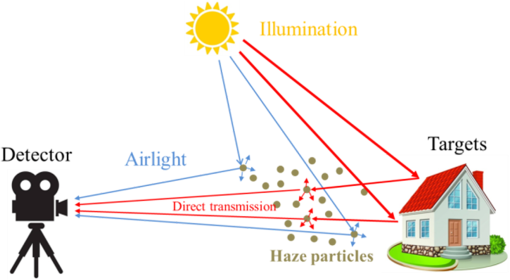 Illumination
Targets
Detector
Airlight
Direct transmission
Haze particles